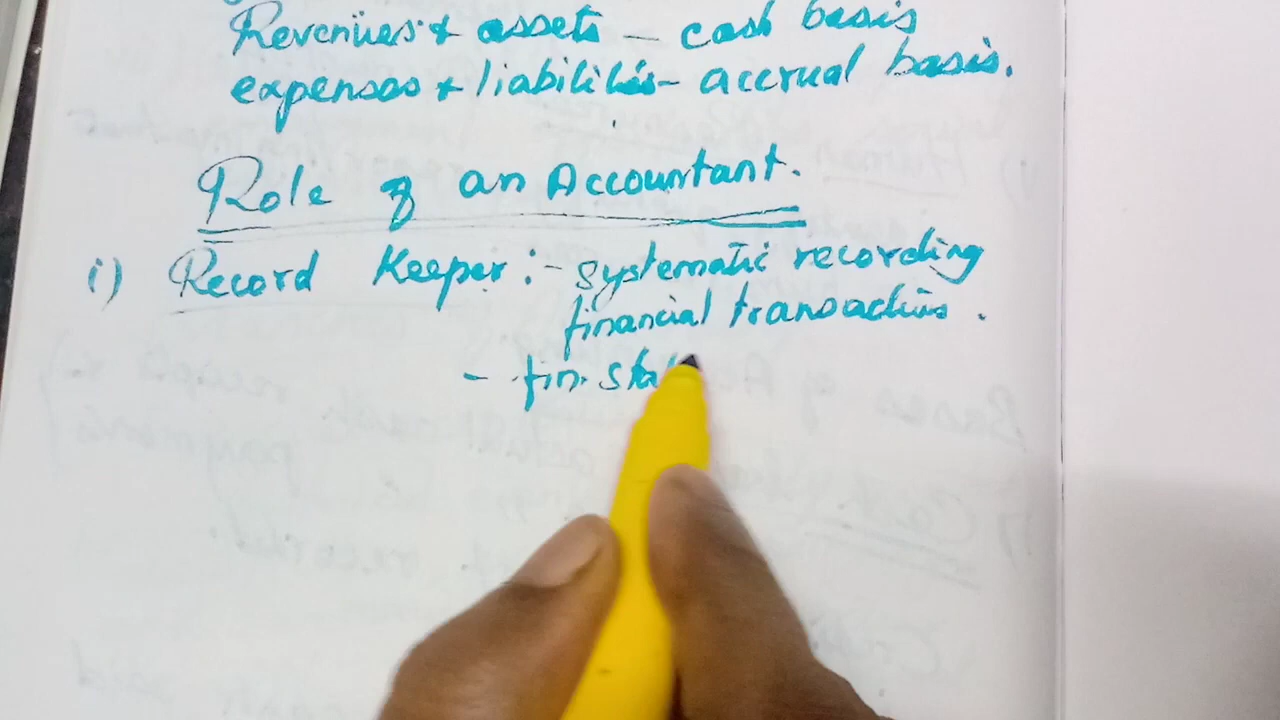 Revenues & assets - cash basis
expenses & liabilities - accrual basis.
Role of an Accountant.
i) Record Keeper :- systematic recording
financial transactions.
- fin. sta